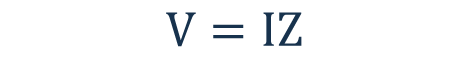 V = IZ